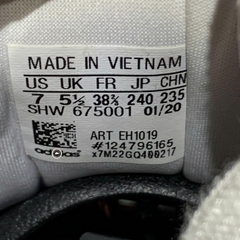 MADE IN VIETNAM
US UK FR JP CHN
7 5½ 38⅔ 240 235
SHW 675001 01/20
ART EH1019
#124796165
adidas x7M22GQ400217